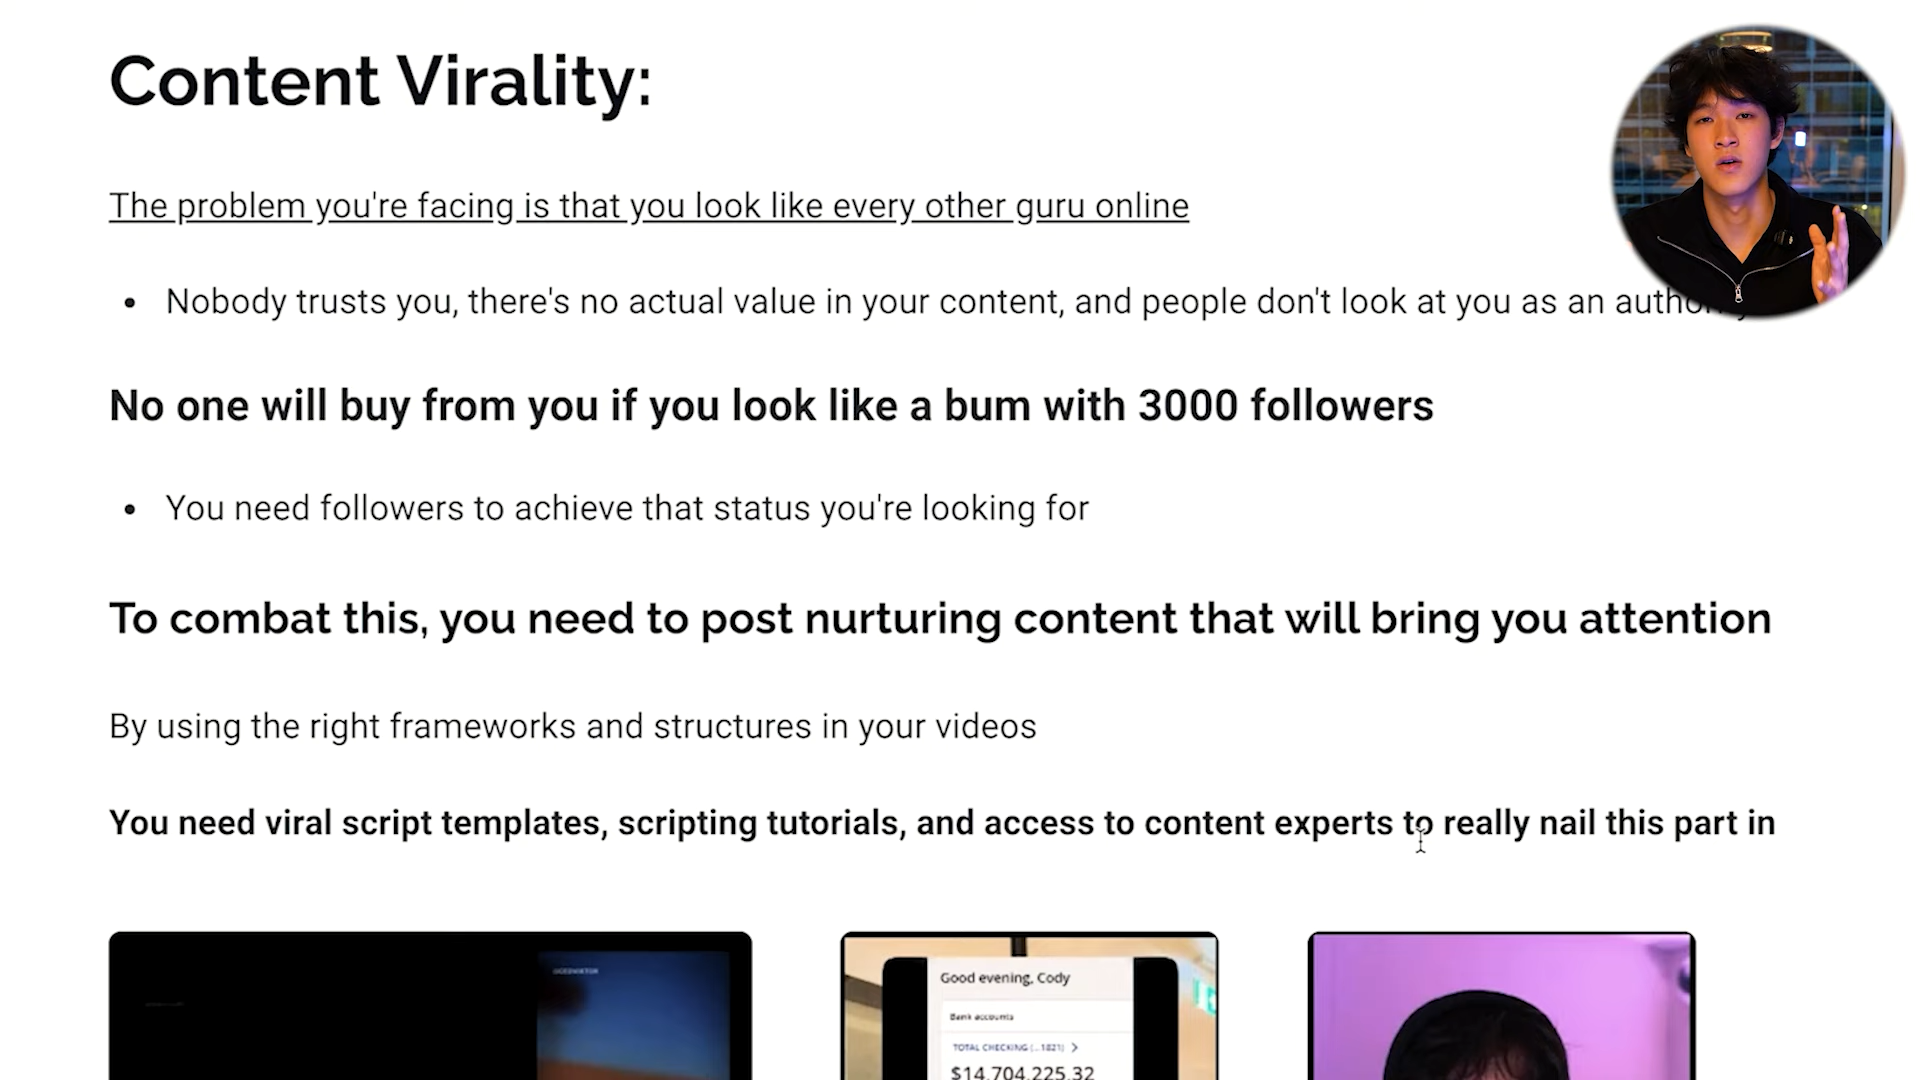 Content Virality:
The problem you're facing is that you look like every other guru online
Nobody trusts you, there's no actual value in your content, and people don't look at you as an
No one will buy from you if you look like a bum with 3000 followers
You need followers to achieve that status you're looking for
To combat this, you need to post nurturing content that will bring you attention
By using the right frameworks and structures in your videos
You need viral script templates, scripting tutorials, and access to content experts to really nail this part in
Good evening, Cody
Bank accounts
TOTAL CHECKING (...1821)
$14,704,225.32